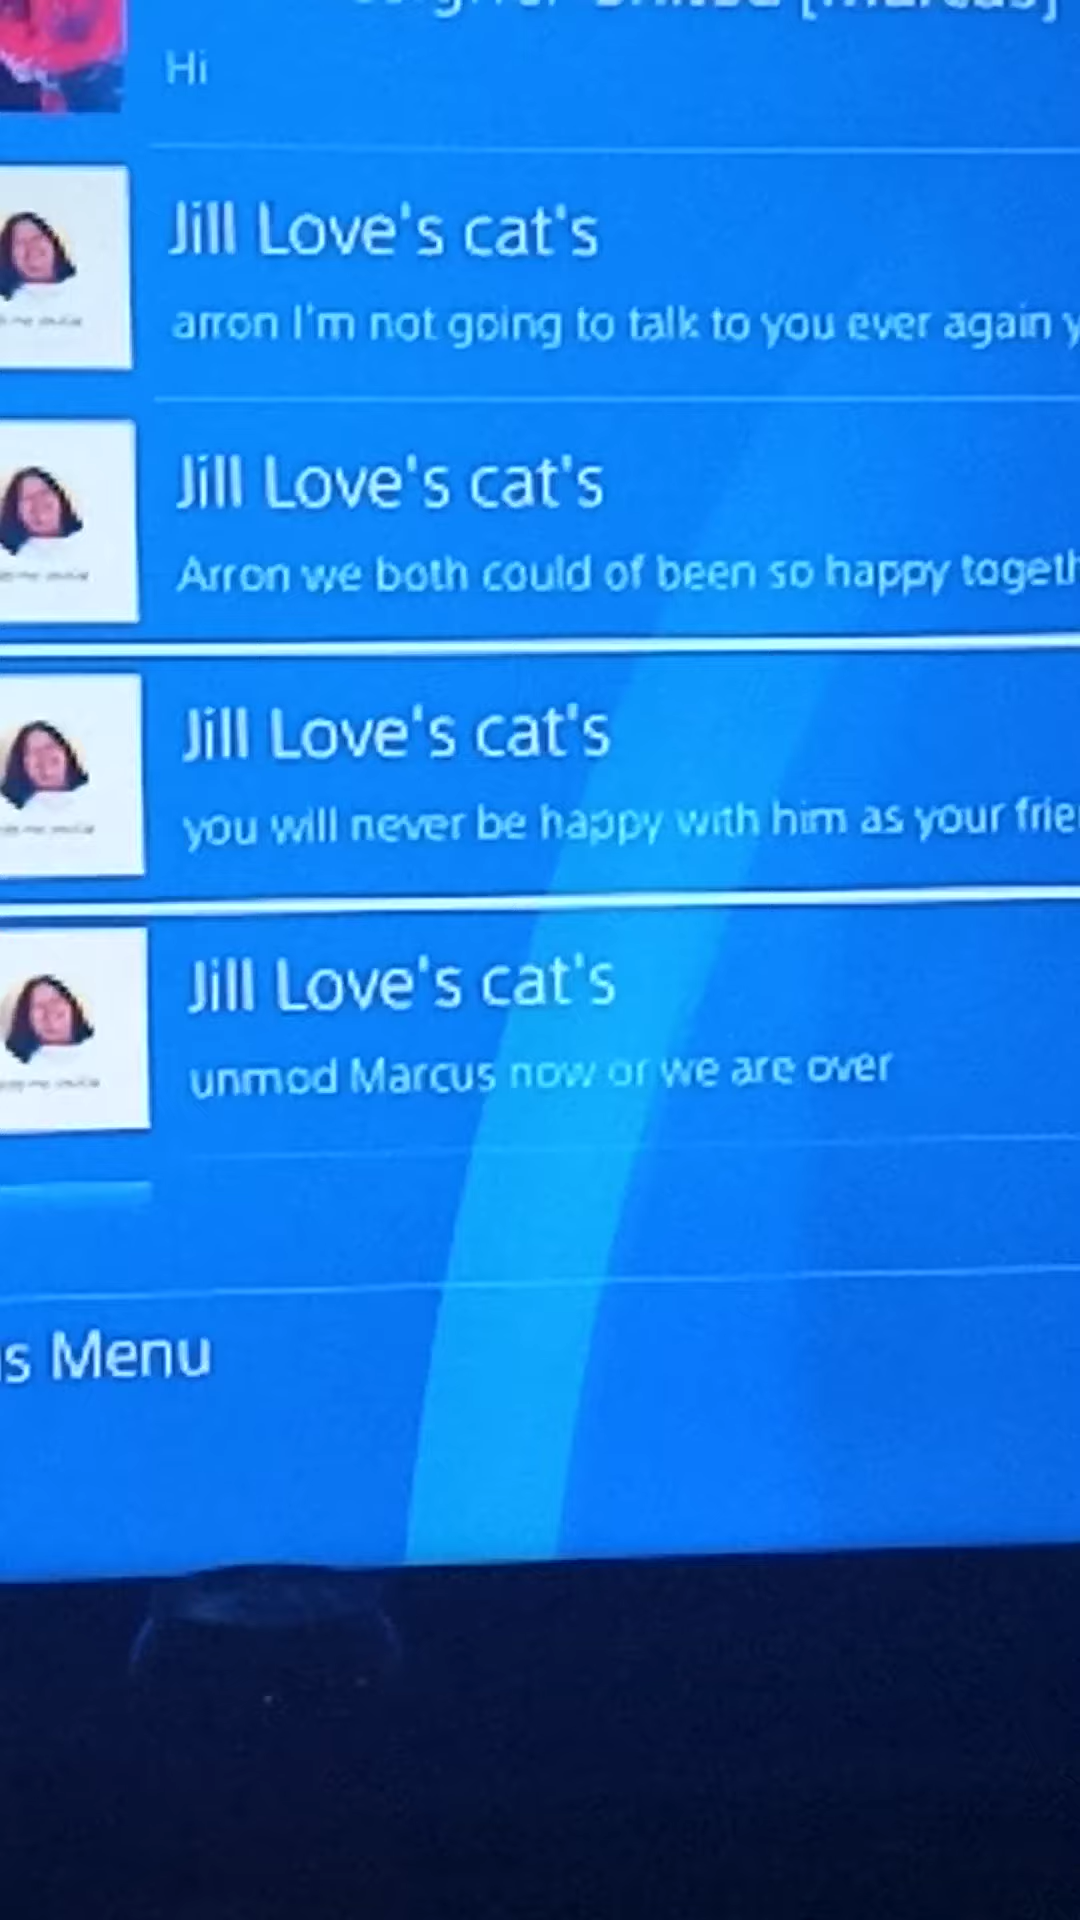 Hi
Jill Love's cat's
arron I'm not going to talk to you ever again
Jill Love's cat's
Arron we both could of been so happy
Jill Love's cat's
you will never be happy with him as your
Jill Love's cat's
unmod Marcus now or we are over
Menu